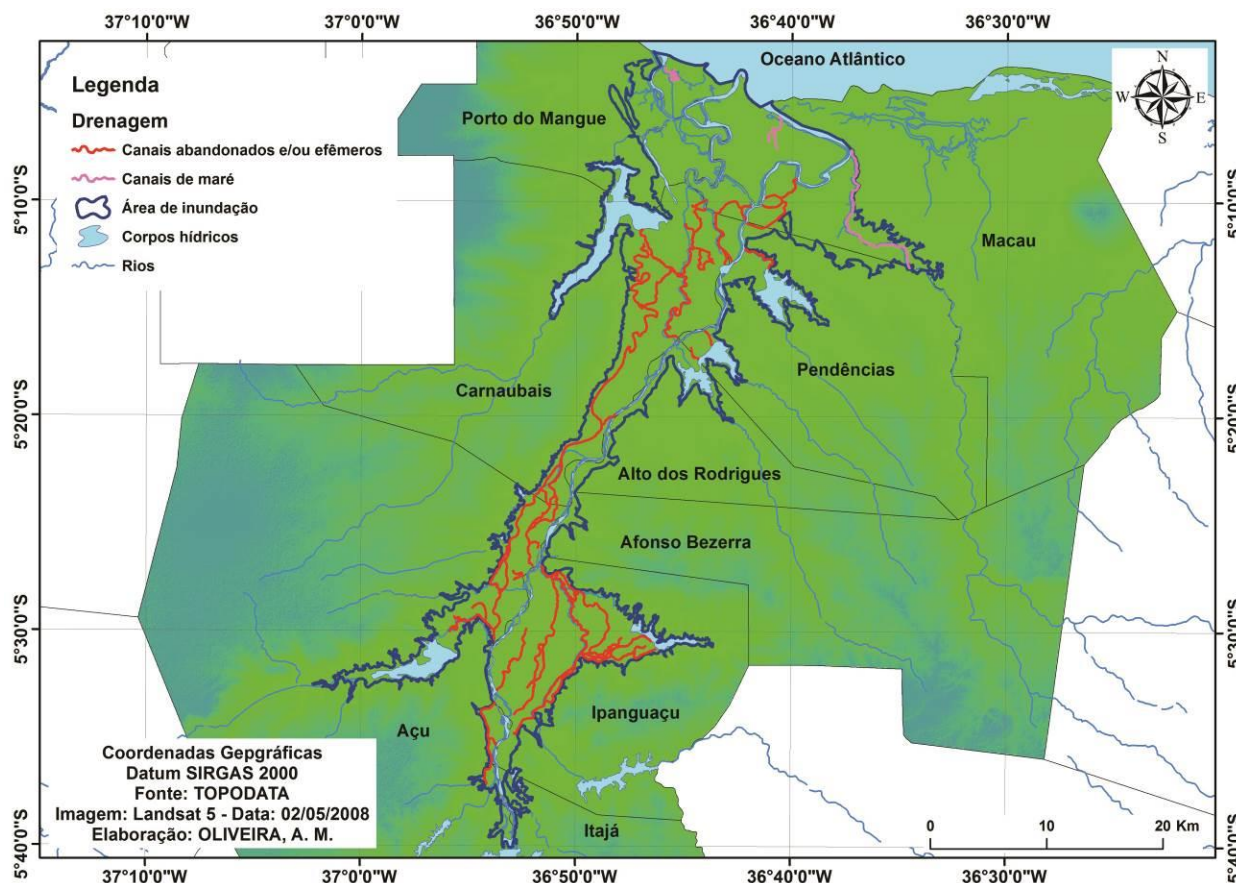 37°10'0"W
37°0'0"W
36°50'0"W
36°40'0"W
36°30'0"W
Oceano Atlântico
N
W
E
S
Legenda
Drenagem
Canais abandonados e/ou efêmeros
Canais de maré
Área de inundação
Corpos hídricos
Rios
Porto do Mangue
Macau
5°10'0"S
5°10'0"S
Pendências
Carnaubais
5°20'0"S
5°20'0"S
Alto dos Rodrigues
Afonso Bezerra
5°30'0"S
5°30'0"S
Ipanguaçu
Açu
Itajá
Coordenadas Gepgráficas
Datum SIRGAS 2000
Fonte: TOPODATA
Imagem: Landsat 5 - Data: 02/05/2008
Elaboração: OLIVEIRA, A. M.
0 10 20 Km
5°40'0"S
5°40'0"S
37°10'0"W
37°0'0"W
36°50'0"W
36°40'0"W
36°30'0"W